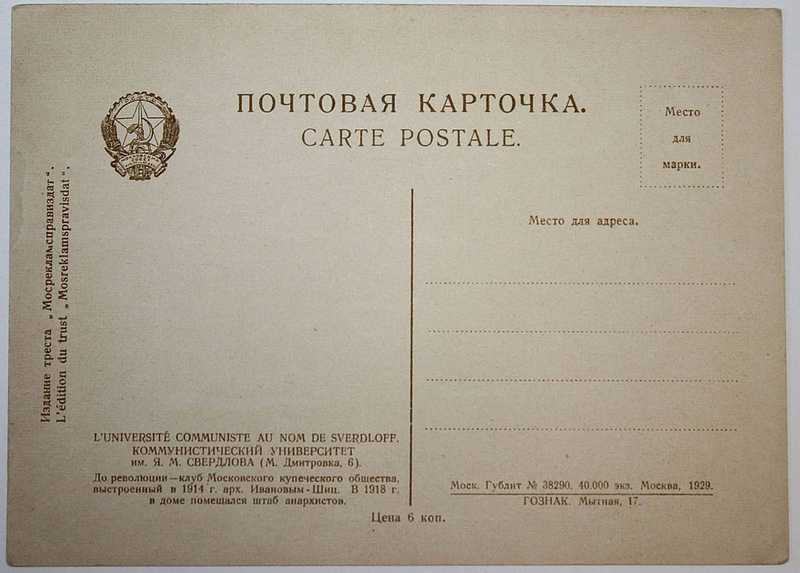 ПОЧТОВАЯ КАРТОЧКА.
CARTE POSTALE.
Место
для
марки.
Место для адреса.
Издание треста „Мосрекламсправиздат“.
L'édition du trust „Mosreklamspravisdat“.
L'UNIVERSITÉ COMMUNISTE AU NOM DE SVERDLOFF.
КОММУНИСТИЧЕСКИЙ УНИВЕРСИТЕТ
им. Я. М. СВЕРДЛОВА (М. Дмитровка, 6).
До революции—клуб Московского купеческого общества,
выстроенный в 1914 г. арх. Ивановым-Шиц. В 1918 г.
в доме помещался штаб анархистов.
Моск. Гублит № 38290. 40.000 экз. Москва, 1929.
ГОЗНАК. Мытная, 17.
Цена 6 коп.